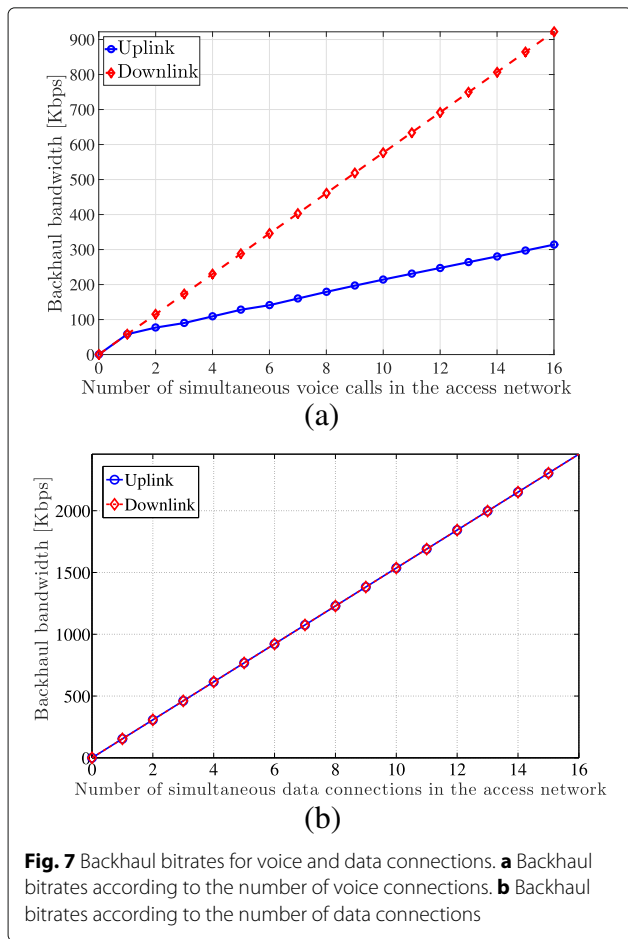 900
800
700
600
500
400
300
200
100
0
Backhaul bandwidth [Kbps]
Uplink
Downlink
0 2 4 6 8 10 12 14 16
Number of simultaneous voice calls in the access network
(a)
2000
1500
1000
500
0
Backhaul bandwidth [Kbps]
Uplink
Downlink
0 2 4 6 8 10 12 14 16
Number of simultaneous data connections in the access network
(b)
Fig. 7 Backhaul bitrates for voice and data connections. a Backhaul
bitrates according to the number of voice connections. b Backhaul
bitrates according to the number of data connections